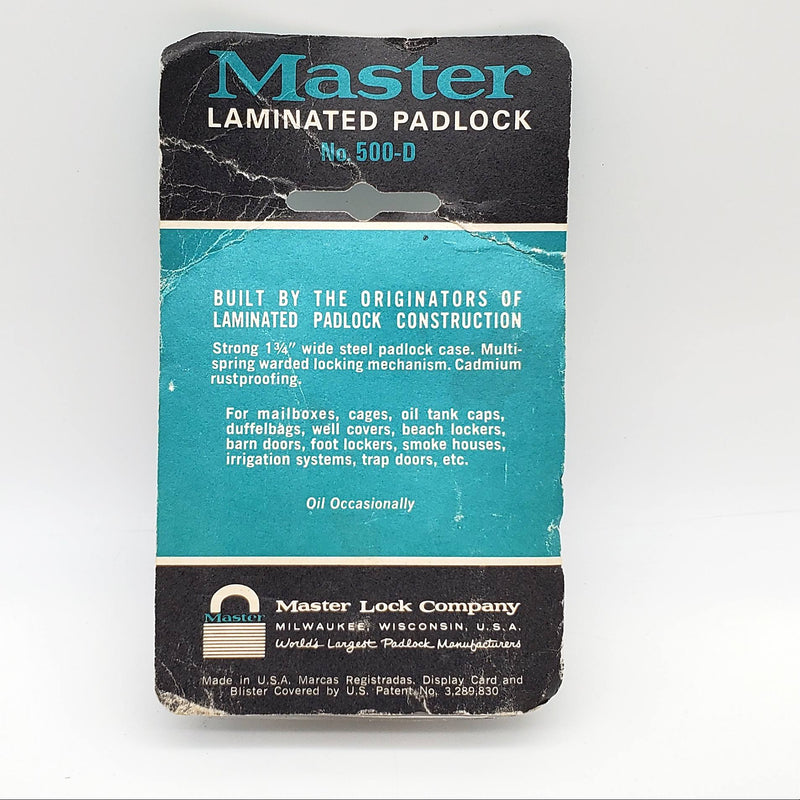 Master
LAMINATED PADLOCK
No. 500-D
BUILT BY THE ORIGINATORS OF
LAMINATED PADLOCK CONSTRUCTION
Strong 1¾" wide steel padlock case. Multi-
spring warded locking mechanism. Cadmium
rustproofing.
For mailboxes, cages, oil tank caps,
duffelbags, well covers, beach lockers,
barn doors, foot lockers, smoke houses,
irrigation systems, trap doors, etc.
Oil Occasionally
Master
Master Lock Company
MILWAUKEE, WISCONSIN, U.S.A.
World's Largest Padlock Manufacturers
Made in U.S.A. Marcas Registradas. Display Card and
Blister Covered by U.S. Patent No. 3,289,830